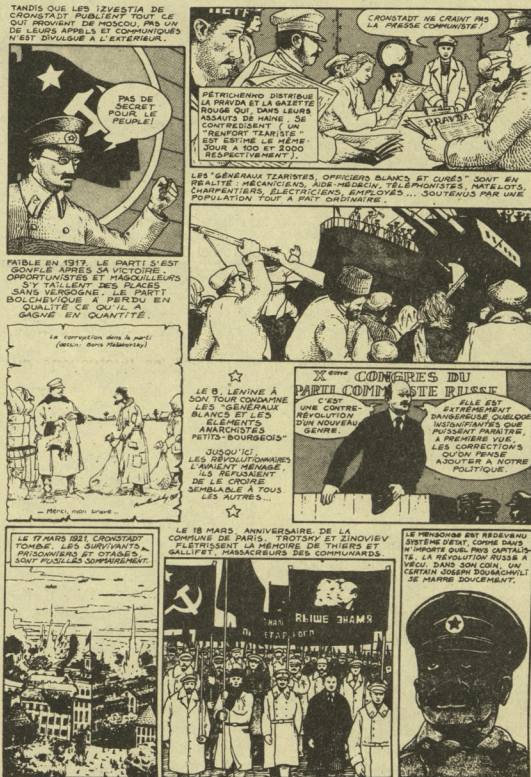 TANDIS QUE LES IZVESTIA DE
CRONSTADT PUBLIENT TOUT CE
QUI PROVIENT DE MOSCOU, PAS UN
DE LEURS APPELS ET COMMUNIQUÉS
N'EST DIVULGUÉ A L'EXTÉRIEUR.
PAS DE
SECRET
POUR LE
PEUPLE!
CRONSTADT NE CRAINT PAS
LA PRESSE COMMUNISTE!
PÉTRICHENKO DISTRIBUE
LA PRAVDA ET LA GAZETTE
ROUGE QUI, DANS LEURS
ASSAUTS DE HAINE, SE
CONTREDISENT (UN
"RENFORT TZARISTE"
EST ESTIMÉ LE MÊME
JOUR A 100 ET 2000
RESPECTIVEMENT).
PRAVDA
LES "GÉNÉRAUX TZARISTES, OFFICIERS BLANCS ET CURÉS" SONT EN
RÉALITÉ: MÉCANICIENS, AIDE-MÉDECIN, TÉLÉPHONISTES, MATELOTS,
CHARPENTIERS, ÉLECTRICIENS, EMPLOYÉS... SOUTENUS PAR UNE
POPULATION TOUT A FAIT ORDINAIRE.
FAIBLE EN 1917, LE PARTI S'EST
GONFLÉ APRÈS SA VICTOIRE.
OPPORTUNISTES ET MAGOUILLEURS
S'Y TAILLENT DES PLACES
SANS VERGOGNE. LE PARTI
BOLCHEVIQUE A PERDU EN
QUALITÉ CE QU'IL A
GAGNÉ EN QUANTITÉ.
La corruption dans le parti
(dessin: Boris
... Merci, mon brave...
LE 8, LÉNINE À
SON TOUR CONDAMNE
LES "GÉNÉRAUX
BLANCS ET LES
ÉLÉMENTS
ANARCHISTES
PETITS-BOURGEOIS"
JUSQU'ICI
LES RÉVOLUTIONNAIRES
L'AVAIENT MÉNAGÉ,
ILS REFUSAIENT
DE LE CROIRE
SEMBLABLE À TOUS
LES AUTRES...
Xème CONGRES DU
PARTI COMMUNISTE RUSSE
C'EST
UNE CONTRE-
RÉVOLUTION
D'UN NOUVEAU
GENRE.
ELLE EST
EXTRÊMEMENT
DANGEREUSE, QUELQUE
INSIGNIFIANTES QUE
PUISSENT PARAÎTRE,
A PREMIÈRE VUE,
LES CORRECTIONS
QU'ON PENSE
AJOUTER A NOTRE
POLITIQUE.
LE 17 MARS 1921, CRONSTADT
TOMBE. LES SURVIVANTS,
PRISONNIERS ET OTAGES
SONT FUSILLÉS SOMMAIREMENT.
LE 18 MARS, ANNIVERSAIRE DE LA
COMMUNE DE PARIS, TROTSKY ET ZINOVIEV
FLÉTRISSENT LA MÉMOIRE DE THIERS ET
GALLIFET, MASSACREURS DES COMMUNARDS.
ВЫШЕ ЗНАМЯ
LE MENSONGE EST REDEVENU
SYSTÈME D'ÉTAT, COMME DANS
N'IMPORTE QUEL PAYS CAPITALIS-
TE. LA RÉVOLUTION RUSSE A
VÉCU. DANS SON COIN, UN
CERTAIN JOSEPH DOUGACHVILI
SE MARRE DOUCEMENT.